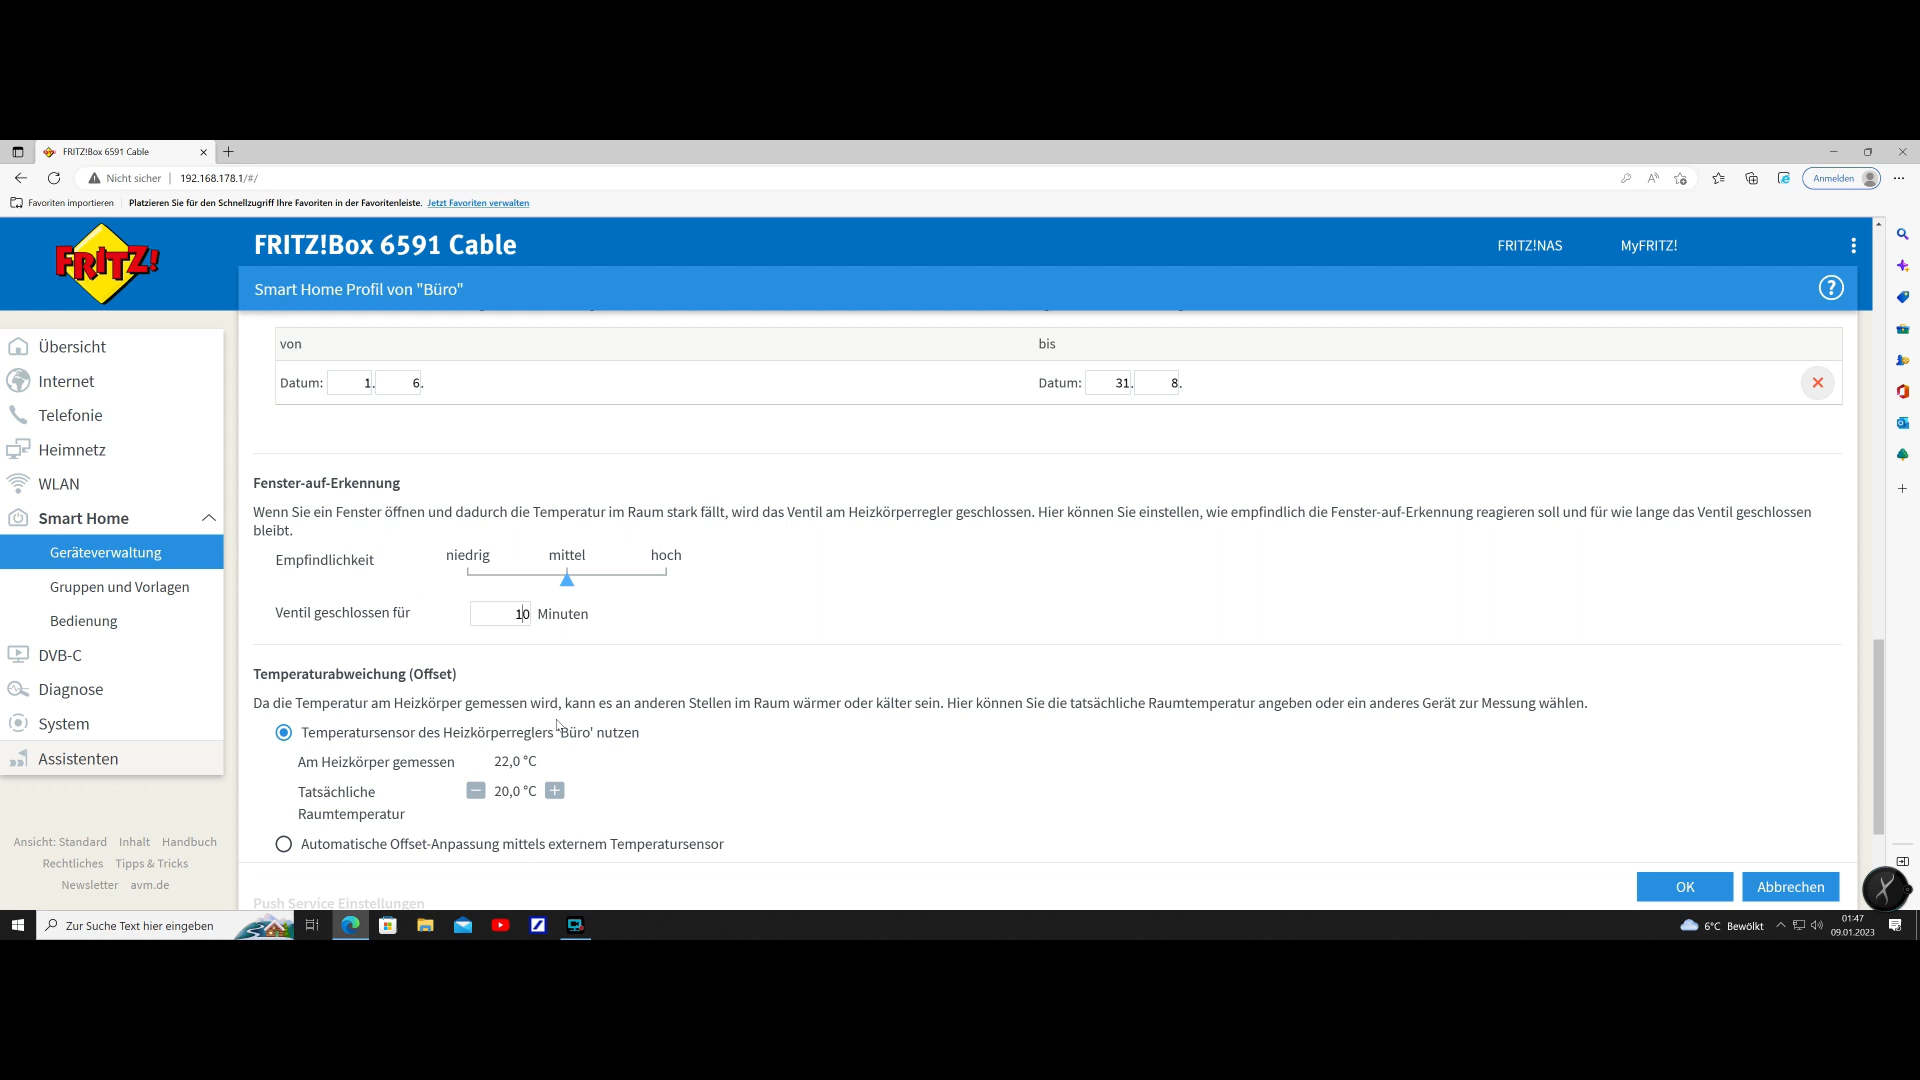 FRITZ!Box 6591 Cable
Nicht sicher 192.168.178.1/#/
Anmelden
Favoriten importieren Platzieren Sie für den Schnellzugriff Ihre Favoriten in der Favoritenleiste. Jetzt Favoriten verwalten
FRITZ!
FRITZ!Box 6591 Cable
FRITZ!NAS MyFRITZ!
Smart Home Profil von "Büro"
Übersicht
Internet
Telefonie
Heimnetz
WLAN
Smart Home
Geräteverwaltung
Gruppen und Vorlagen
Bedienung
DVB-C
Diagnose
System
Assistenten
Ansicht: Standard Inhalt Handbuch
Rechtliches Tipps & Tricks
Newsletter avm.de
von bis
Datum: 1. 6. Datum: 31. 8.
Fenster-auf-Erkennung
Wenn Sie ein Fenster öffnen und dadurch die Temperatur im Raum stark fällt, wird das Ventil am Heizkörperregler geschlossen. Hier können Sie einstellen, wie empfindlich die Fenster-auf-Erkennung reagieren soll und für wie lange das Ventil geschlossen
bleibt.
Empfindlichkeit niedrig mittel hoch
Ventil geschlossen für 10 Minuten
Temperaturabweichung (Offset)
Da die Temperatur am Heizkörper gemessen wird, kann es an anderen Stellen im Raum wärmer oder kälter sein. Hier können Sie die tatsächliche Raumtemperatur angeben oder ein anderes Gerät zur Messung wählen.
Temperatursensor des Heizkörperreglers 'Büro' nutzen
Am Heizkörper gemessen 22,0 °C
Tatsächliche 20,0 °C
Raumtemperatur
Automatische Offset-Anpassung mittels externem Temperatursensor
OK Abbrechen
Push Service Einstellungen
Zur Suche Text hier eingeben
6°C Bewölkt
01:47
09.01.2023